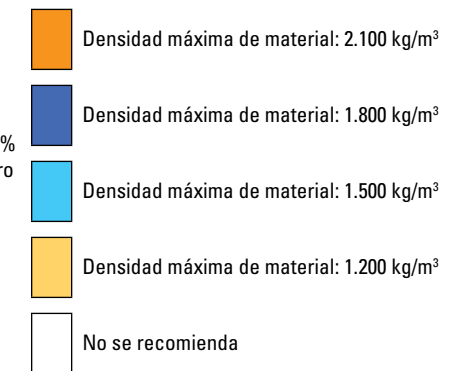 Densidad máxima de material: 2.100 kg/m³
Densidad máxima de material: 1.800 kg/m³
%
ro
Densidad máxima de material: 1.500 kg/m³
Densidad máxima de material: 1.200 kg/m³
No se recomienda